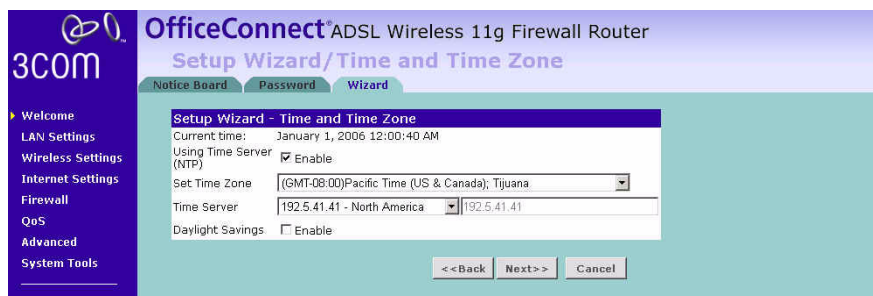 3COM
OfficeConnect® ADSL Wireless 11g Firewall Router
Setup Wizard/Time and Time Zone
Notice Board Password Wizard
Welcome
LAN Settings
Wireless Settings
Internet Settings
Firewall
QoS
Advanced
System Tools
Setup Wizard - Time and Time Zone
Current time: January 1, 2006 12:00:40 AM
Using Time Server (NTP) Enable
Set Time Zone (GMT-08:00)Pacific Time (US & Canada); Tijuana
Time Server 192.5.41.41 - North America 192.5.41.41
Daylight Savings Enable
<<Back Next>> Cancel